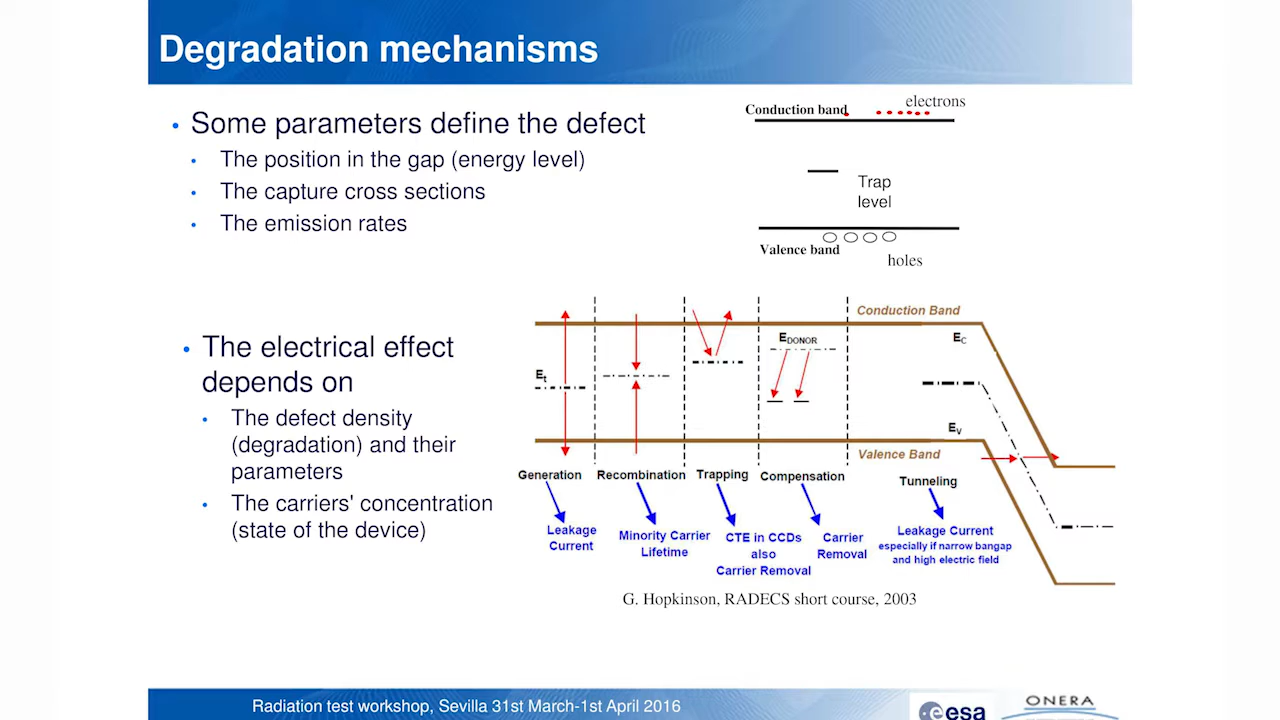 Degradation mechanisms
• Some parameters define the defect
• The position in the gap (energy level)
• The capture cross sections
• The emission rates
electrons
Conduction band
Trap
level
Valence band
holes
• The electrical effect
depends on
• The defect density
(degradation) and their
parameters
• The carriers' concentration
(state of the device)
Conduction Band
EDONOR
EC
Et
EV
Valence Band
Generation
Recombination
Trapping
Compensation
Tunneling
Leakage
Current
Minority Carrier
Lifetime
CTE in CCDs
also
Carrier Removal
Carrier
Removal
Leakage Current
especially if narrow bangap
and high electric field
G. Hopkinson, RADECS short course, 2003
Radiation test workshop, Sevilla 31st March-1st April 2016
esa
ONERA